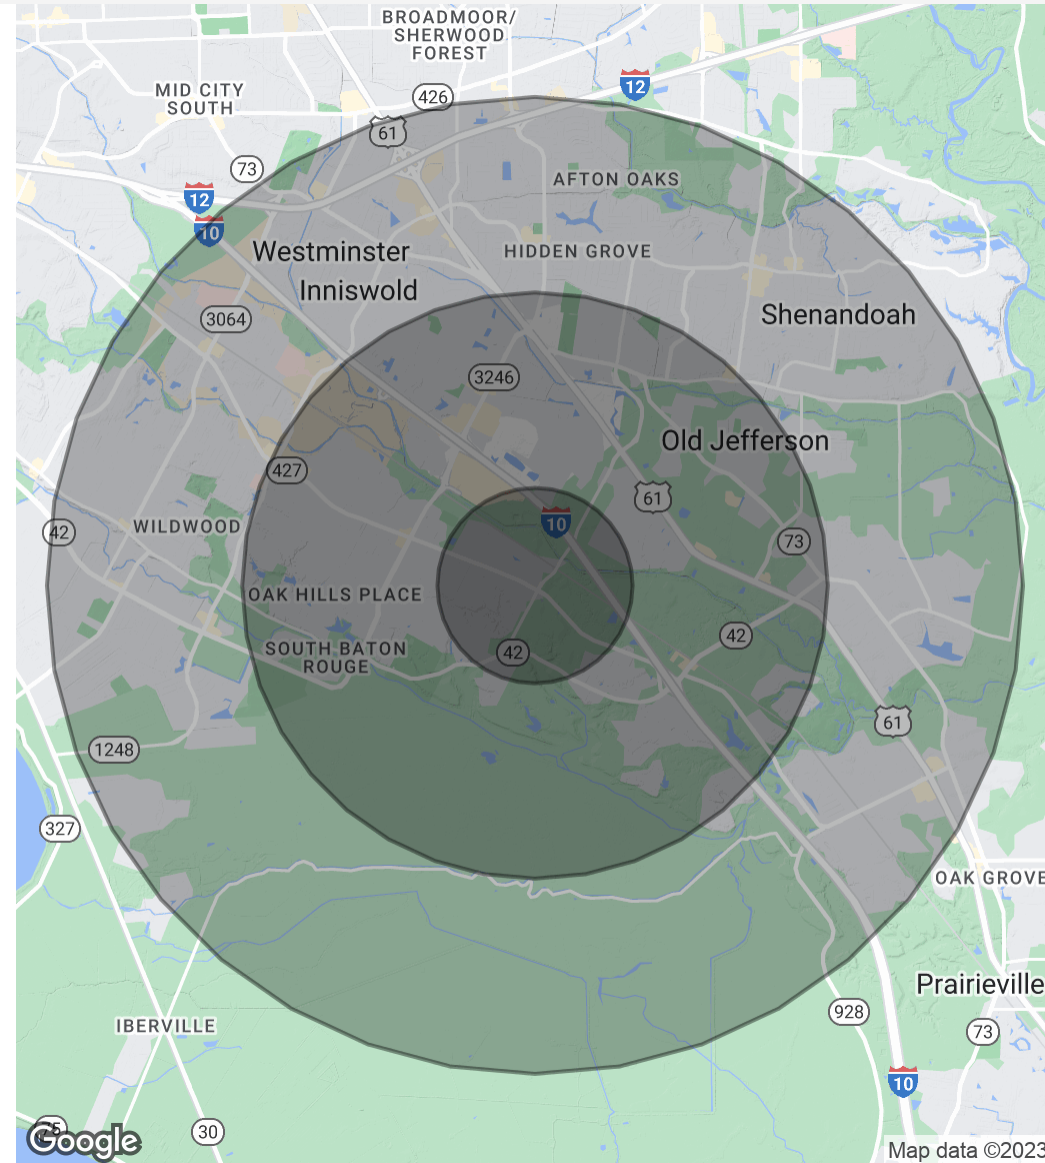 BROADMOOR/
SHERWOOD
FOREST
12
MID CITY
SOUTH
426
61
73
AFTON OAKS
12
10
Westminster
HIDDEN GROVE
Inniswold
Shenandoah
3064
3246
Old Jefferson
427
61
10
WILDWOOD
42
73
OAK HILLS PLACE
42
SOUTH BATON
ROUGE
42
61
1248
327
OAK GROVE
Prairieville
928
IBERVILLE
73
10
75
30
Google
Map data ©2023